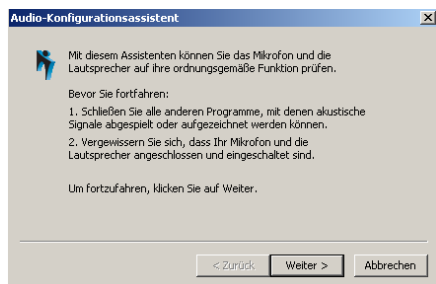 Audio-Konfigurationsassistent
Mit diesem Assistenten können Sie das Mikrofon und die
Lautsprecher auf ihre ordnungsgemäße Funktion prüfen.
Bevor Sie fortfahren:
1. Schließen Sie alle anderen Programme, mit denen akustische
Signale abgespielt oder aufgezeichnet werden können.
2. Vergewissern Sie sich, dass Ihr Mikrofon und die
Lautsprecher angeschlossen und eingeschaltet sind.
Um fortzufahren, klicken Sie auf Weiter.
< Zurück Weiter > Abbrechen